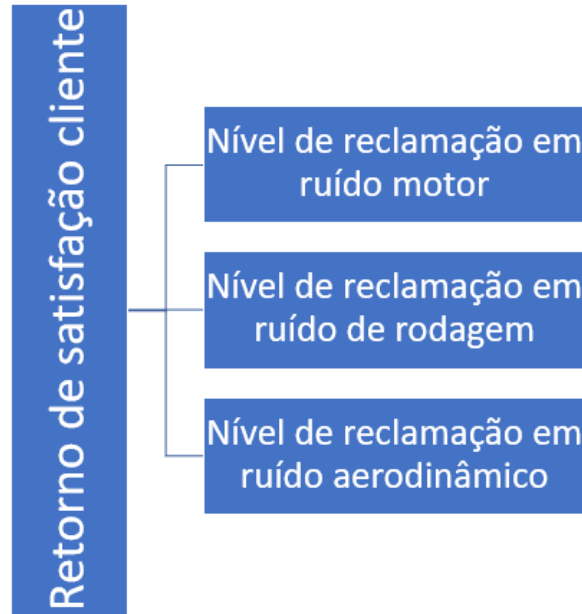 Retorno de satisfação cliente
Nível de reclamação em
ruído motor
Nível de reclamação em
ruído de rodagem
Nível de reclamação em
ruído aerodinâmico